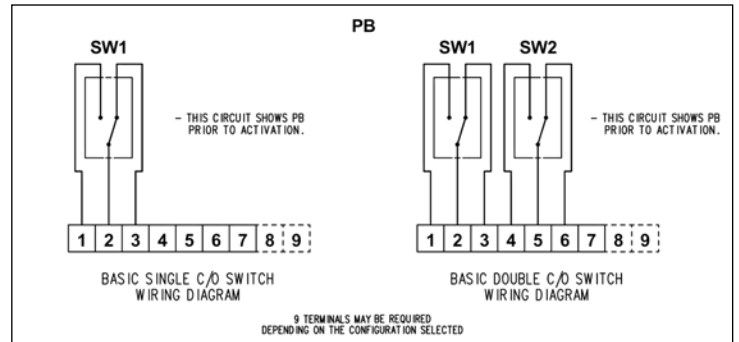 PB
SW1
- THIS CIRCUIT SHOWS PB
PRIOR TO ACTIVATION.
1 2 3 4 5 6 7 8 9
BASIC SINGLE C/O SWITCH
WIRING DIAGRAM
SW1 SW2
- THIS CIRCUIT SHOWS PB
PRIOR TO ACTIVATION.
1 2 3 4 5 6 7 8 9
BASIC DOUBLE C/O SWITCH
WIRING DIAGRAM
9 TERMINALS MAY BE REQUIRED
DEPENDING ON THE CONFIGURATION SELECTED